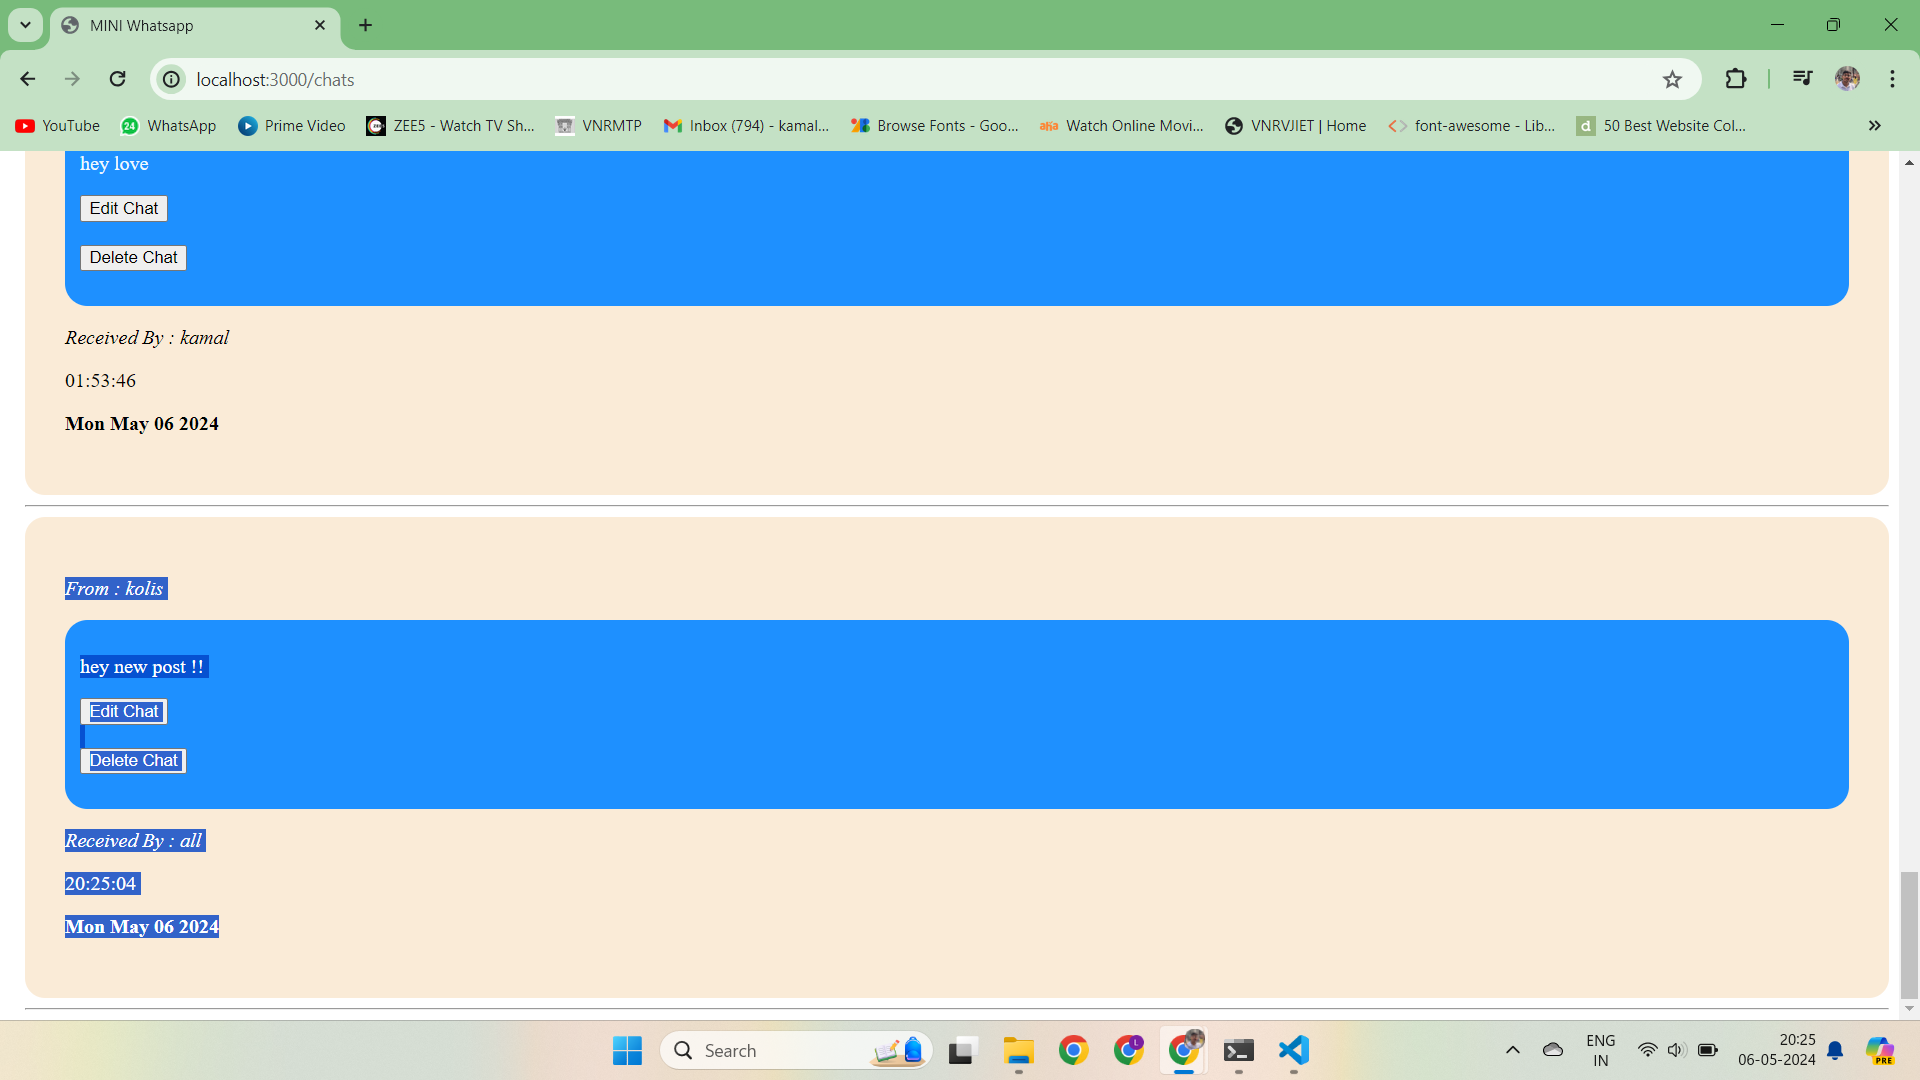 MINI Whatsapp
localhost:3000/chats
YouTube
24
WhatsApp
Prime Video
ZEE5 - Watch TV Sh...
VNRMTP
Inbox (794) - kamal...
Browse Fonts - Goo...
aha
Watch Online Movi...
VNRVJIET | Home
font-awesome - Lib...
d
50 Best Website Col...
hey love
Edit Chat
Delete Chat
Received By : kamal
01:53:46
Mon May 06 2024
From : kolis
hey new post !!
Edit Chat
Delete Chat
Received By : all
20:25:04
Mon May 06 2024
Search
L
ENG
IN
20:25
06-05-2024
PRE